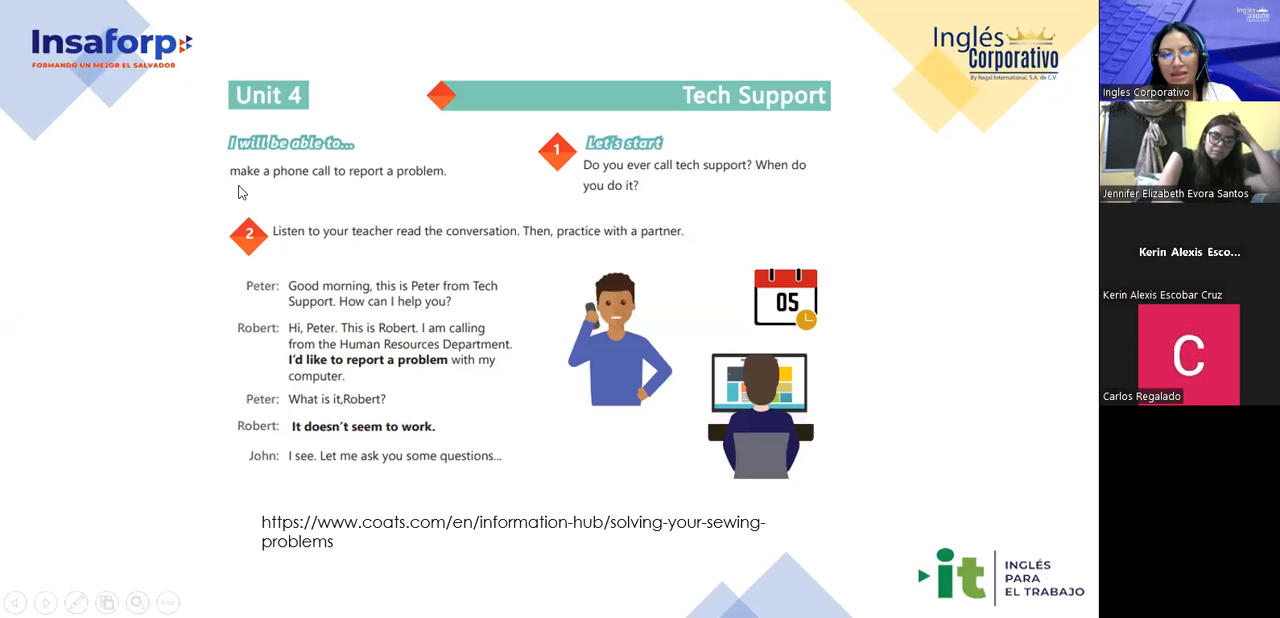 Insaforp
FORMANDO UN MEJOR EL SALVADOR
Inglés
Corporativo
By Regal International, S.A. de C.V
Unit 4
Tech Support
I will be able to...
make a phone call to report a problem.
1
Let's start
Do you ever call tech support? When do
you do it?
2
Listen to your teacher read the conversation. Then, practice with a partner.
Peter: Good morning, this is Peter from Tech
Support. How can I help you?
Robert: Hi, Peter. This is Robert. I am calling
from the Human Resources Department.
I'd like to report a problem with my
computer.
Peter: What is it,Robert?
Robert: It doesn't seem to work.
John: I see. Let me ask you some questions...
05
https://www.coats.com/en/information-hub/solving-your-sewing-
problems
it
INGLÉS
PARA
EL TRABAJO
Ingles Corporativo
Jennifer Elizabeth Evora Santos
Kerin Alexis Esco...
Kerin Alexis Escobar Cruz
C
Carlos Regalado